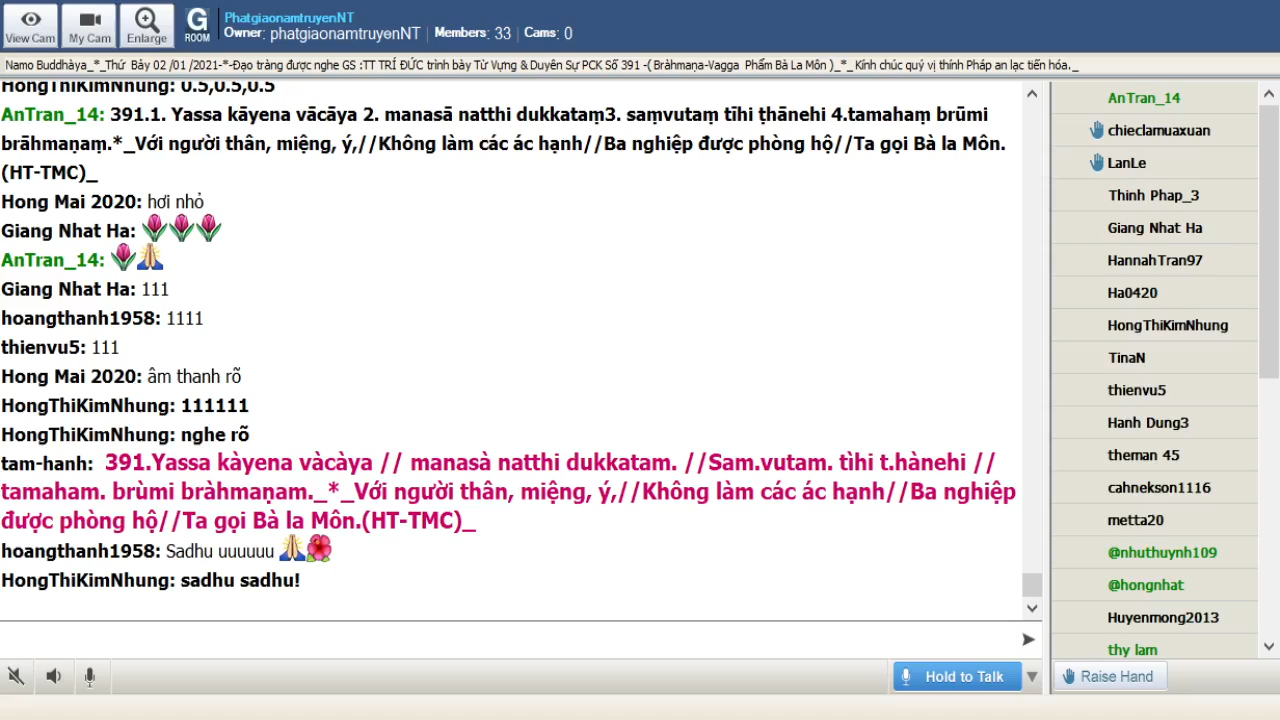 View Cam
My Cam
Enlarge
G
ROOM
PhatgiaonamtruyenNT
Owner: phatgiaonamtruyenNT | Members: 33 | Cams: 0
Namo Buddhàya_*_Thứ Bảy 02 /01 /2021-*-Đạo tràng được nghe GS :TT TRÍ ĐỨC trình bày Từ Vựng & Duyên Sự PCK Số 391 -( Bràhmaṇa-Vagga Phẩm Bà La Môn )_*_ Kính chúc quý vị thính Pháp an lạc tiến hóa._
HongThiKimNhung: 0.5,0.5,0.5
AnTran_14: 391.1. Yassa kāyena vācāya 2. manasā natthi dukkataṃ3. saṃvutaṃ tīhi ṭhānehi 4.tamahaṃ brūmi
brāhmaṇaṃ.*_Với người thân, miệng, ý,//Không làm các ác hạnh//Ba nghiệp được phòng hộ//Ta gọi Bà la Môn.
(HT-TMC)_
Hong Mai 2020: hơi nhỏ
Giang Nhat Ha:
AnTran_14:
Giang Nhat Ha: 111
hoangthanh1958: 1111
thienvu5: 111
Hong Mai 2020: âm thanh rõ
HongThiKimNhung: 111111
HongThiKimNhung: nghe rõ
tam-hanh: 391.Yassa kàyena vàcàya // manasà natthi dukkatam. //Sam.vutam. tìhi t.hànehi //
tamaham. brùmi bràhmaṇam._*_Với người thân, miệng, ý,//Không làm các ác hạnh//Ba nghiệp
được phòng hộ//Ta gọi Bà la Môn.(HT-TMC)_
hoangthanh1958: Sadhu uuuuuu
HongThiKimNhung: sadhu sadhu!
AnTran_14
chieclamuaxuan
LanLe
Thinh Phap_3
Giang Nhat Ha
HannahTran97
Ha0420
HongThiKimNhung
TinaN
thienvu5
Hanh Dung3
theman 45
cahnekson1116
metta20
@nhuthuynh109
@hongnhat
Huyenmong2013
thy lam
Hold to Talk
Raise Hand